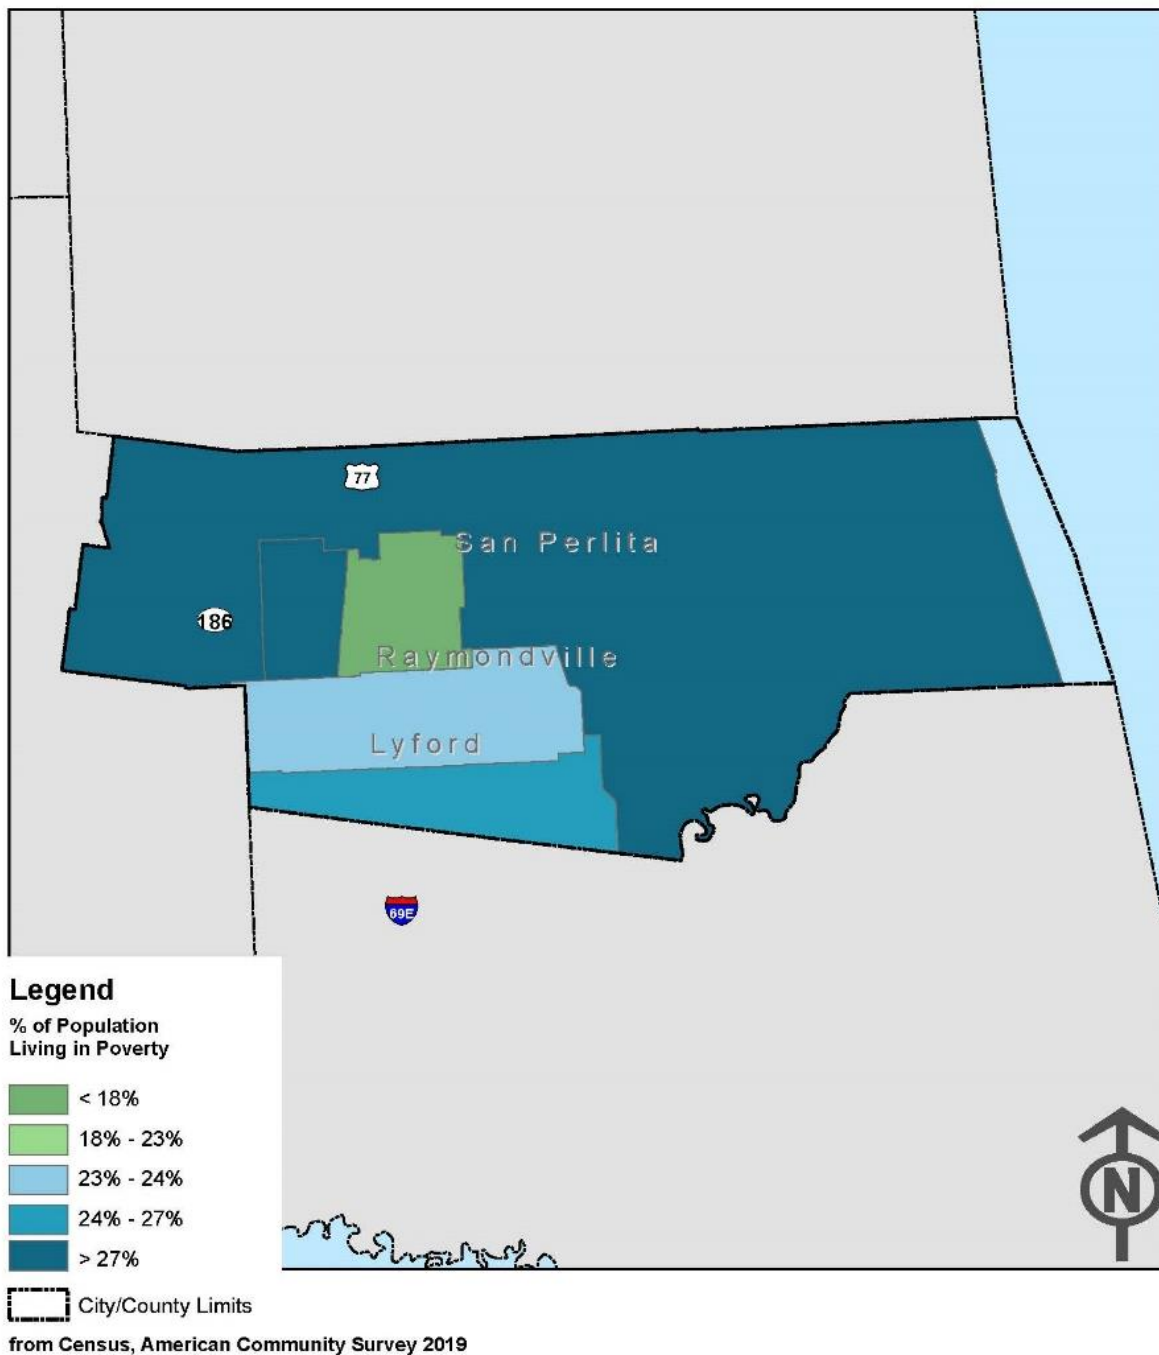 77
San Perlita
186
Raymondville
Lyford
69E
Legend
% of Population
Living in Poverty
< 18%
18% - 23%
23% - 24%
24% - 27%
> 27%
City/County Limits
N
from Census, American Community Survey 2019